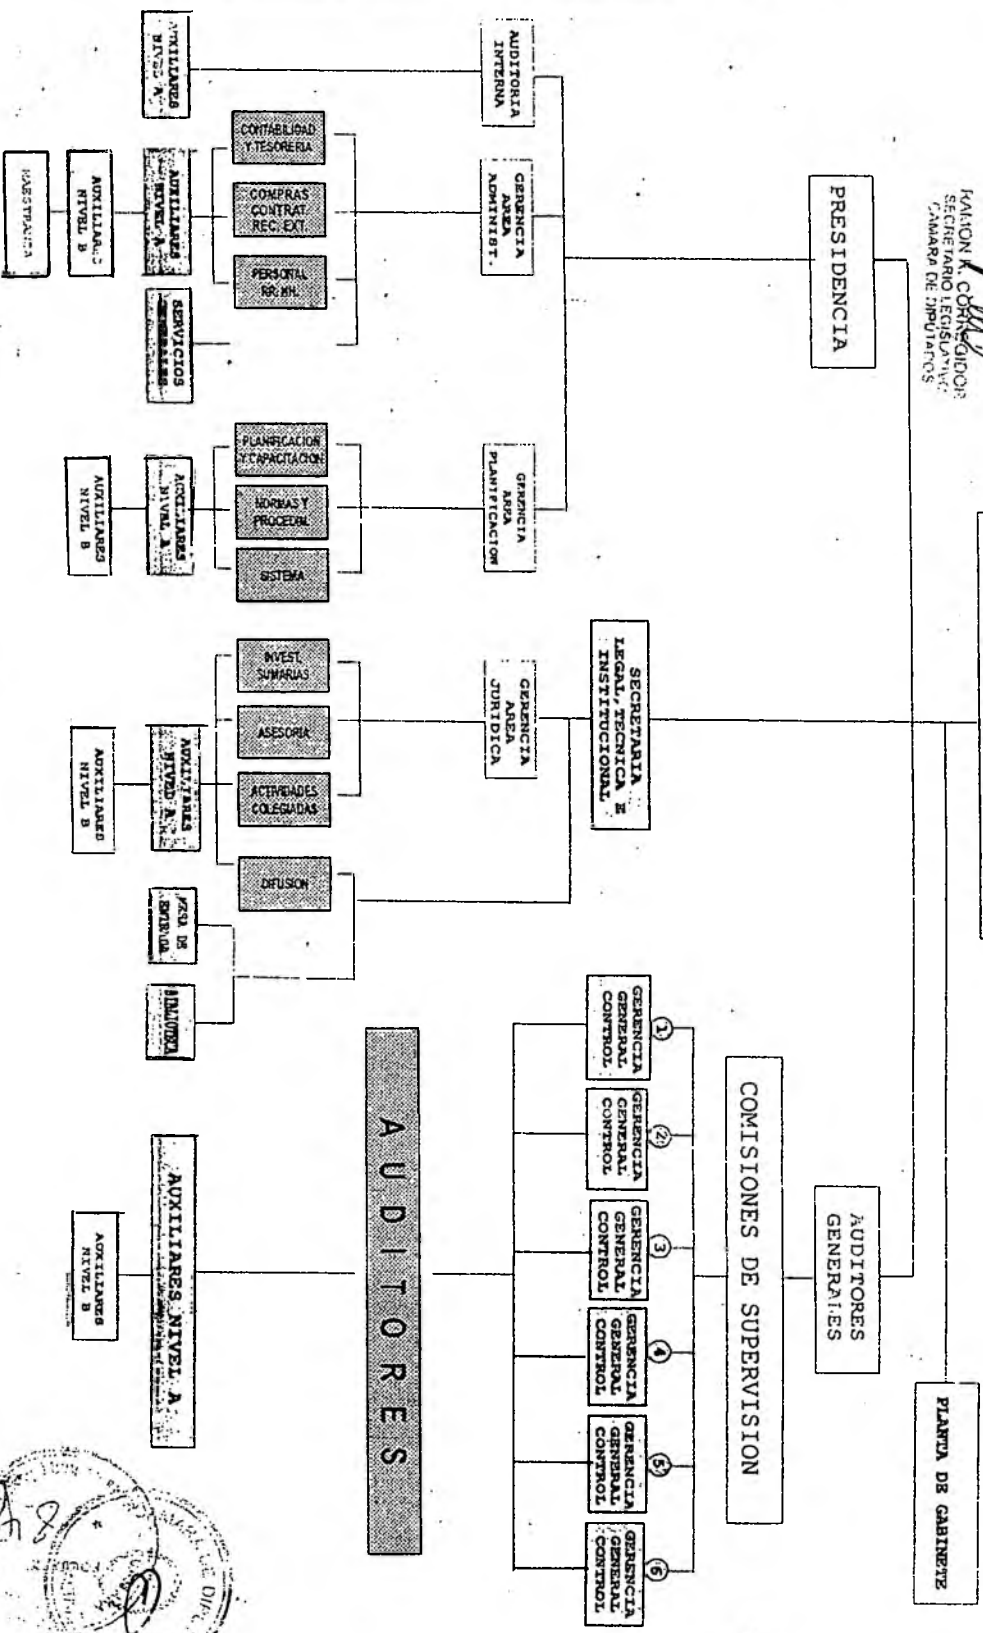 RAMON R. CORREGIDOR
SECRETARIO LEGISLATIVO
CAMARA DE DIPUTADOS
PLANTA DE GABINETE
PRESIDENCIA
AUDITORES
GENERALES
COMISIONES DE SUPERVISION
SECRETARIA
LEGAL, TECNICA E
INSTITUCIONAL
1
GERENCIA
GENERAL
CONTROL
2
GERENCIA
GENERAL
CONTROL
3
GERENCIA
GENERAL
CONTROL
4
GERENCIA
GENERAL
CONTROL
5
GERENCIA
GENERAL
CONTROL
6
GERENCIA
GENERAL
CONTROL
AUDITORIA
INTERNA
GERENCIA
AREA
ADMINIST.
GERENCIA
AREA
PLANIFICACION
GERENCIA
AREA
JURIDICA
AUDITORES
CONTABILIDAD
Y TESORERIA
COMPRAS
CONTRAT.
REC. EXT.
PERSONAL
RR.HH.
PLANIFICACION
Y CAPACITACION
NORMAS Y
PROCEDIM.
SISTEMA
INVEST.
SUMARIAS
ASESORIA
ACTIVIDADES
COLEGIADAS
DIFUSION
AUXILIARES
NIVEL A
AUXILIARES
NIVEL A
SERVICIOS
GENERALES
AUXILIARES
NIVEL A
AUXILIARES
NIVEL A
MESA DE
ENTRADA
BIBLIOTECA
AUXILIARES NIVEL A
AUXILIARES
NIVEL B
AUXILIARES
NIVEL B
AUXILIARES
NIVEL B
AUXILIARES
NIVEL B
MAESTRANZA